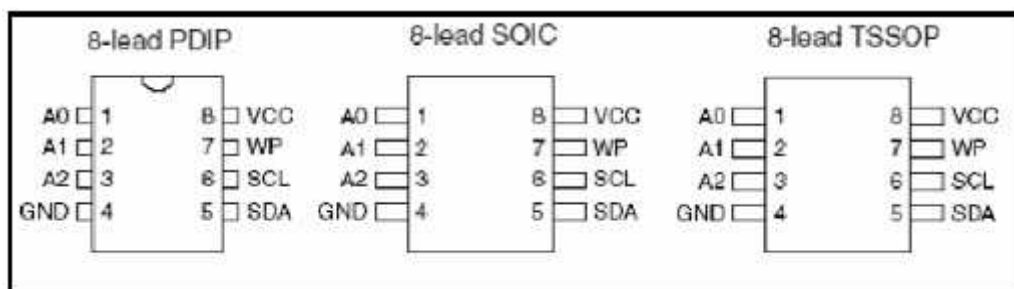 8-lead PDIP 8-lead SOIC 8-lead TSSOP
A0 1 8 VCC A0 1 8 VCC A0 1 8 VCC
A1 2 7 WP A1 2 7 WP A1 2 7 WP
A2 3 6 SCL A2 3 6 SCL A2 3 6 SCL
GND 4 5 SDA GND 4 5 SDA GND 4 5 SDA